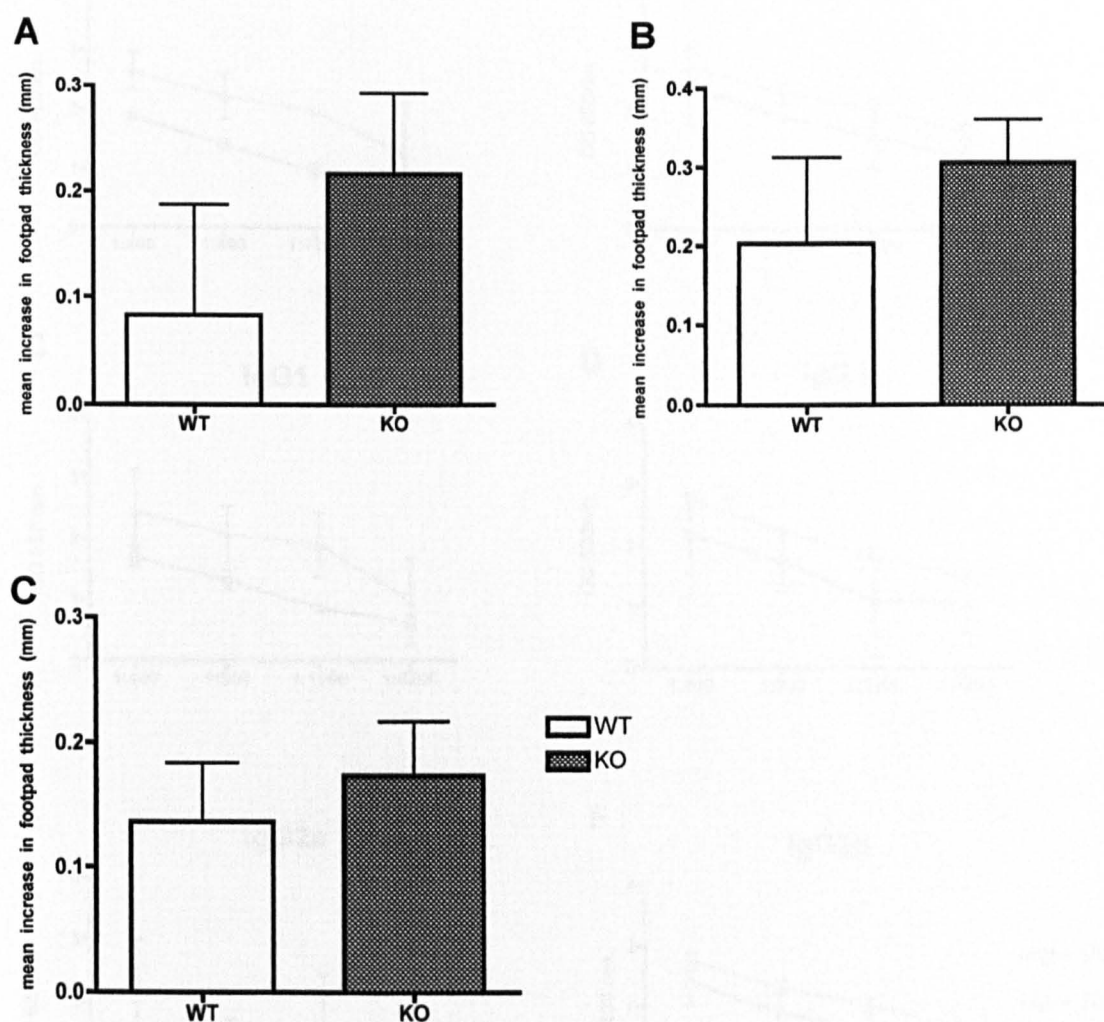 A
mean increase in footpad thickness (mm)
0.3
0.2
0.1
0.0
WT
KO
B
mean increase in footpad thickness (mm)
0.4
0.3
0.2
0.1
0.0
WT
KO
C
mean increase in footpad thickness (mm)
0.3
0.2
0.1
0.0
WT
KO
WT
KO